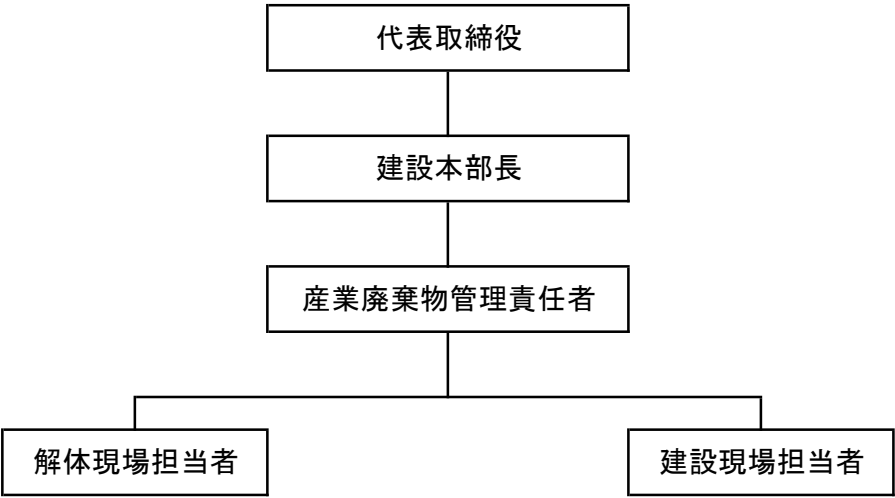 代表取締役
建設本部長
産業廃棄物管理責任者
解体現場担当者
建設現場担当者